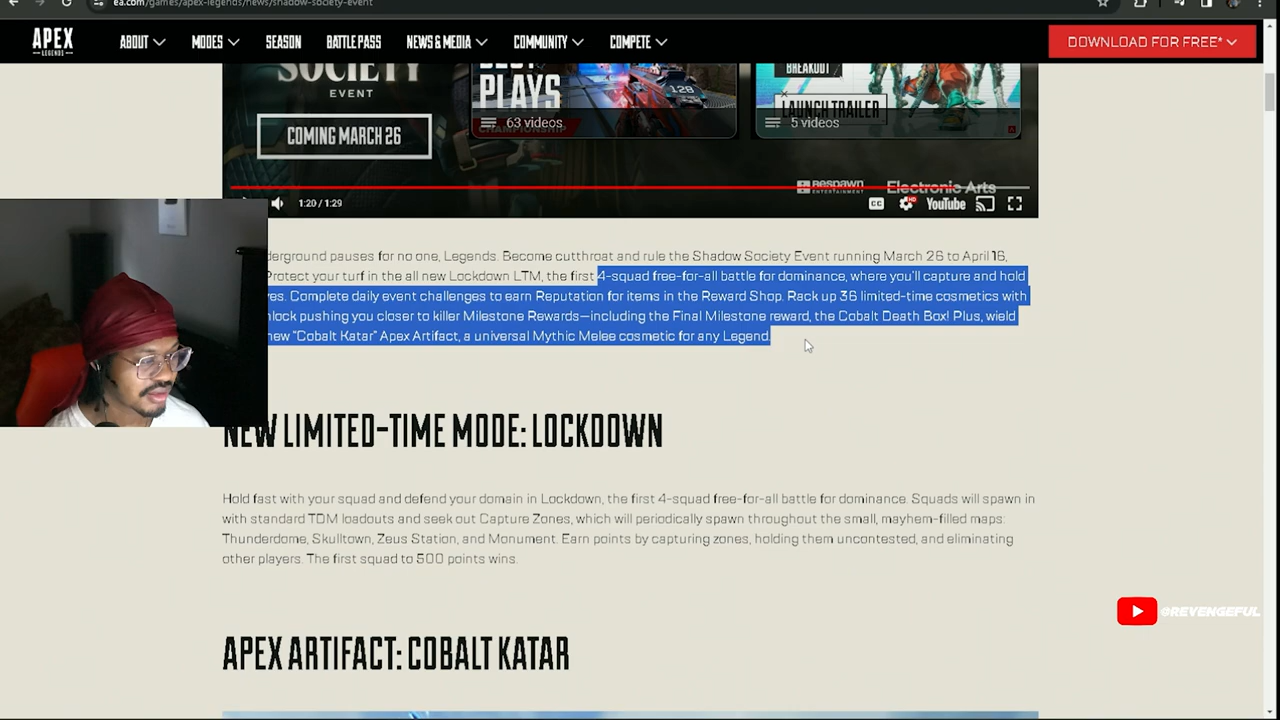 ea.com/games/apex-legends/news/shadow-society-event
APEX
LEGENDS
ABOUT
MODES
SEASON
BATTLE PASS
NEWS & MEDIA
COMMUNITY
COMPETE
DOWNLOAD FOR FREE*
SOCIETY
EVENT
COMING MARCH 26
BEST
PLAYS
128
CHAMPIONSHIP
63 videos
BREAKOUT
LAUNCH TRAILER
5 videos
RESPAWN
ENTERTAINMENT
Electronic Arts
1:20 / 1:29
CC
HD
YouTube
derground pauses for no one, Legends. Become cutthroat and rule the Shadow Society Event running March 26 to April 16,
Protect your turf in the all new Lockdown LTM, the first 4-squad free-for-all battle for dominance, where you'll capture and hold
es. Complete daily event challenges to earn Reputation for items in the Reward Shop. Rack up 36 limited-time cosmetics with
nlock pushing you closer to killer Milestone Rewards—including the Final Milestone reward, the Cobalt Death Box! Plus, wield
new "Cobalt Katar" Apex Artifact, a universal Mythic Melee cosmetic for any Legend.
NEW LIMITED-TIME MODE: LOCKDOWN
Hold fast with your squad and defend your domain in Lockdown, the first 4-squad free-for-all battle for dominance. Squads will spawn in
with standard TDM loadouts and seek out Capture Zones, which will periodically spawn throughout the small, mayhem-filled maps:
Thunderdome, Skulltown, Zeus Station, and Monument. Earn points by capturing zones, holding them uncontested, and eliminating
other players. The first squad to 500 points wins.
@REVENGEFUL
APEX ARTIFACT: COBALT KATAR